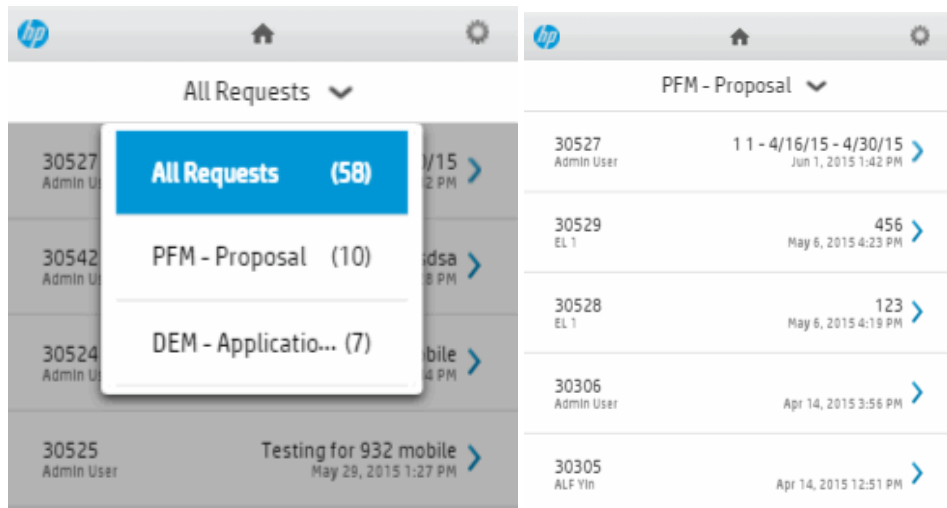 hp
All Requests
30527
/15
Admin Us
2 PM
All Requests (58)
30542
dsa
Admin Us
8 PM
PFM - Proposal (10)
30524
bile
Admin Us
4 PM
DEM - Applicatio... (7)
30525
Testing for 932 mobile
Admin User
May 29, 2015 1:27 PM
hp
PFM - Proposal
30527
1 1 - 4/16/15 - 4/30/15
Admin User
Jun 1, 2015 1:42 PM
30529
456
EL 1
May 6, 2015 4:23 PM
30528
123
EL 1
May 6, 2015 4:19 PM
30306
Admin User
Apr 14, 2015 3:56 PM
30305
ALF Yin
Apr 14, 2015 12:51 PM